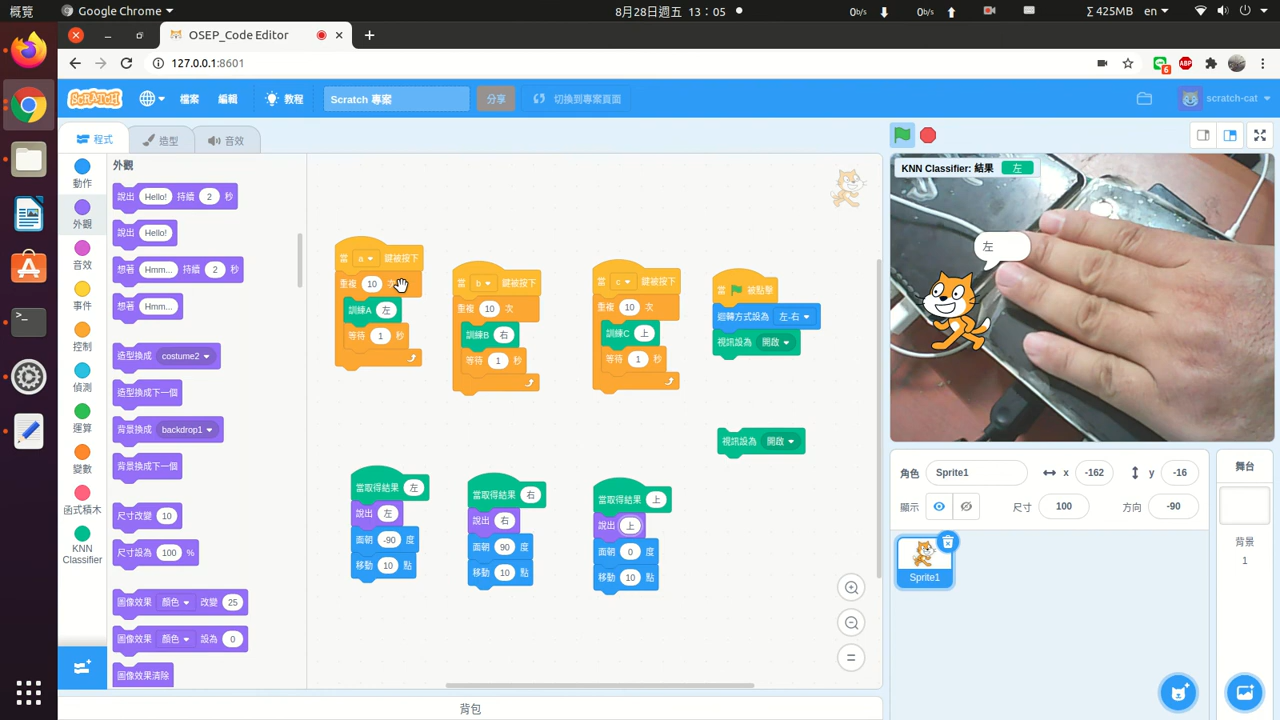 概覽
Google Chrome
8月28日週五 13：05
0b/s
0b/s
Σ 425MB
en
OSEP_Code Editor
127.0.0.1:8601
6
ABP
SCRATCH
檔案
編輯
教程
Scratch 專案
分享
切換到專案頁面
scratch-cat
程式
造型
音效
動作
外觀
音效
事件
控制
偵測
運算
變數
函式積木
KNN
Classifier
外觀
說出 Hello! 持續 2 秒
說出 Hello!
想著 Hmm... 持續 2 秒
想著 Hmm...
造型換成 costume2
造型換成下一個
背景換成 backdrop1
背景換成下一個
尺寸改變 10
尺寸設為 100 %
圖像效果 顏色 改變 25
圖像效果 顏色 設為 0
圖像效果清除
當 a 鍵被按下
重複 10 次
訓練A 左
等待 1 秒
當 b 鍵被按下
重複 10 次
訓練B 右
等待 1 秒
當 c 鍵被按下
重複 10 次
訓練C 上
等待 1 秒
當 被點擊
迴轉方式設為 左-右
視訊設為 開啟
視訊設為 開啟
當取得結果 左
說出 左
面朝 -90 度
移動 10 點
當取得結果 右
說出 右
面朝 90 度
移動 10 點
當取得結果 上
說出 上
面朝 0 度
移動 10 點
背包
KNN Classifier: 結果 左
左
角色 Sprite1 x -162 y -16
顯示 尺寸 100 方向 -90
Sprite1
舞台
背景
1